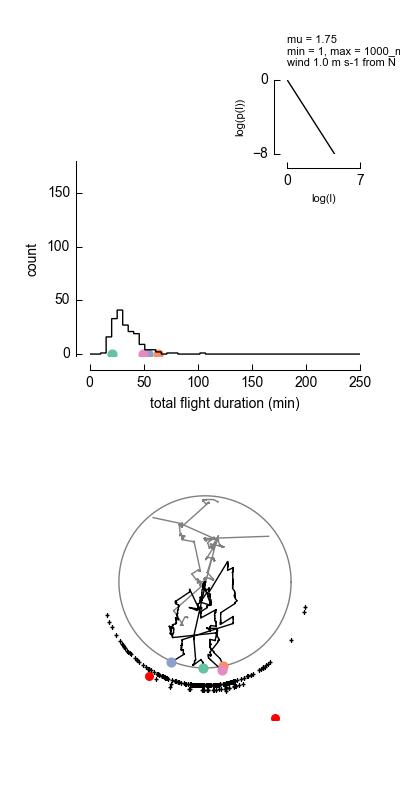 mu = 1.75
min = 1, max = 1000_m
wind 1.0 m s-1 from N
0
log(p(l))
−8
0
7
log(l)
150
count
100
50
0
0
50
100
150
200
250
total flight duration (min)